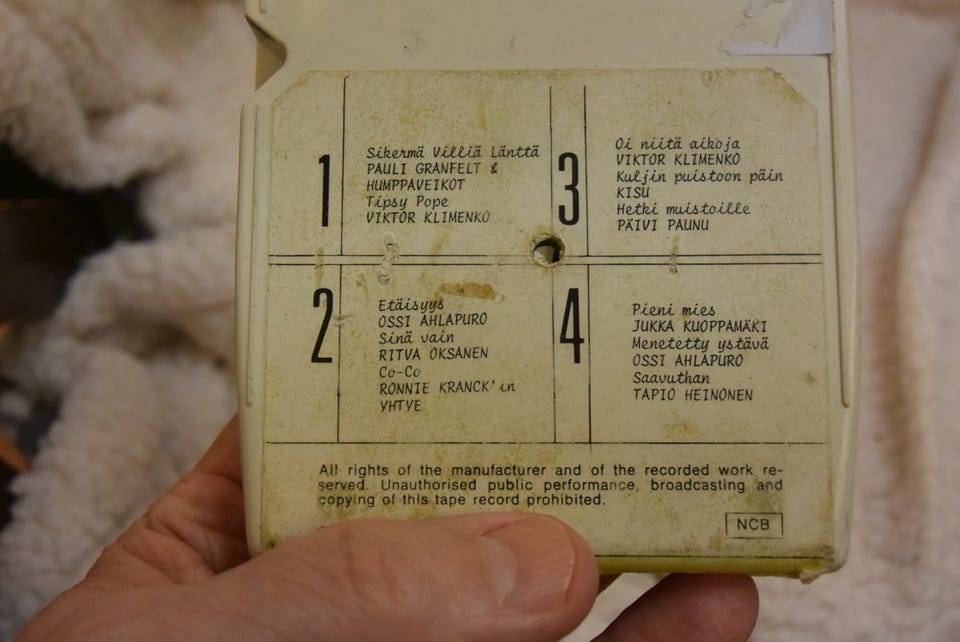 1
Sikermä Villiä Länttä
PAULI GRANFELT &
HUMPPAVEIKOT
Tipsy Pope
VIKTOR KLIMENKO
2
Etäisyys
OSSI AHLAPURO
Sinä vain
RITVA OKSANEN
Co-Co
RONNIE KRANCK'in
YHTYE
3
Oi niitä aikoja
VIKTOR KLIMENKO
Kuljin puistoon päin
KISU
Hetki muistoille
PÄIVI PAUNU
4
Pieni mies
JUKKA KUOPPAMÄKI
Menetetty ystävä
OSSI AHLAPURO
Saavuthan
TAPIO HEINONEN
All rights of the manufacturer and of the recorded work re-
served. Unauthorised public performance, broadcasting and
copying of this tape record prohibited.
NCB